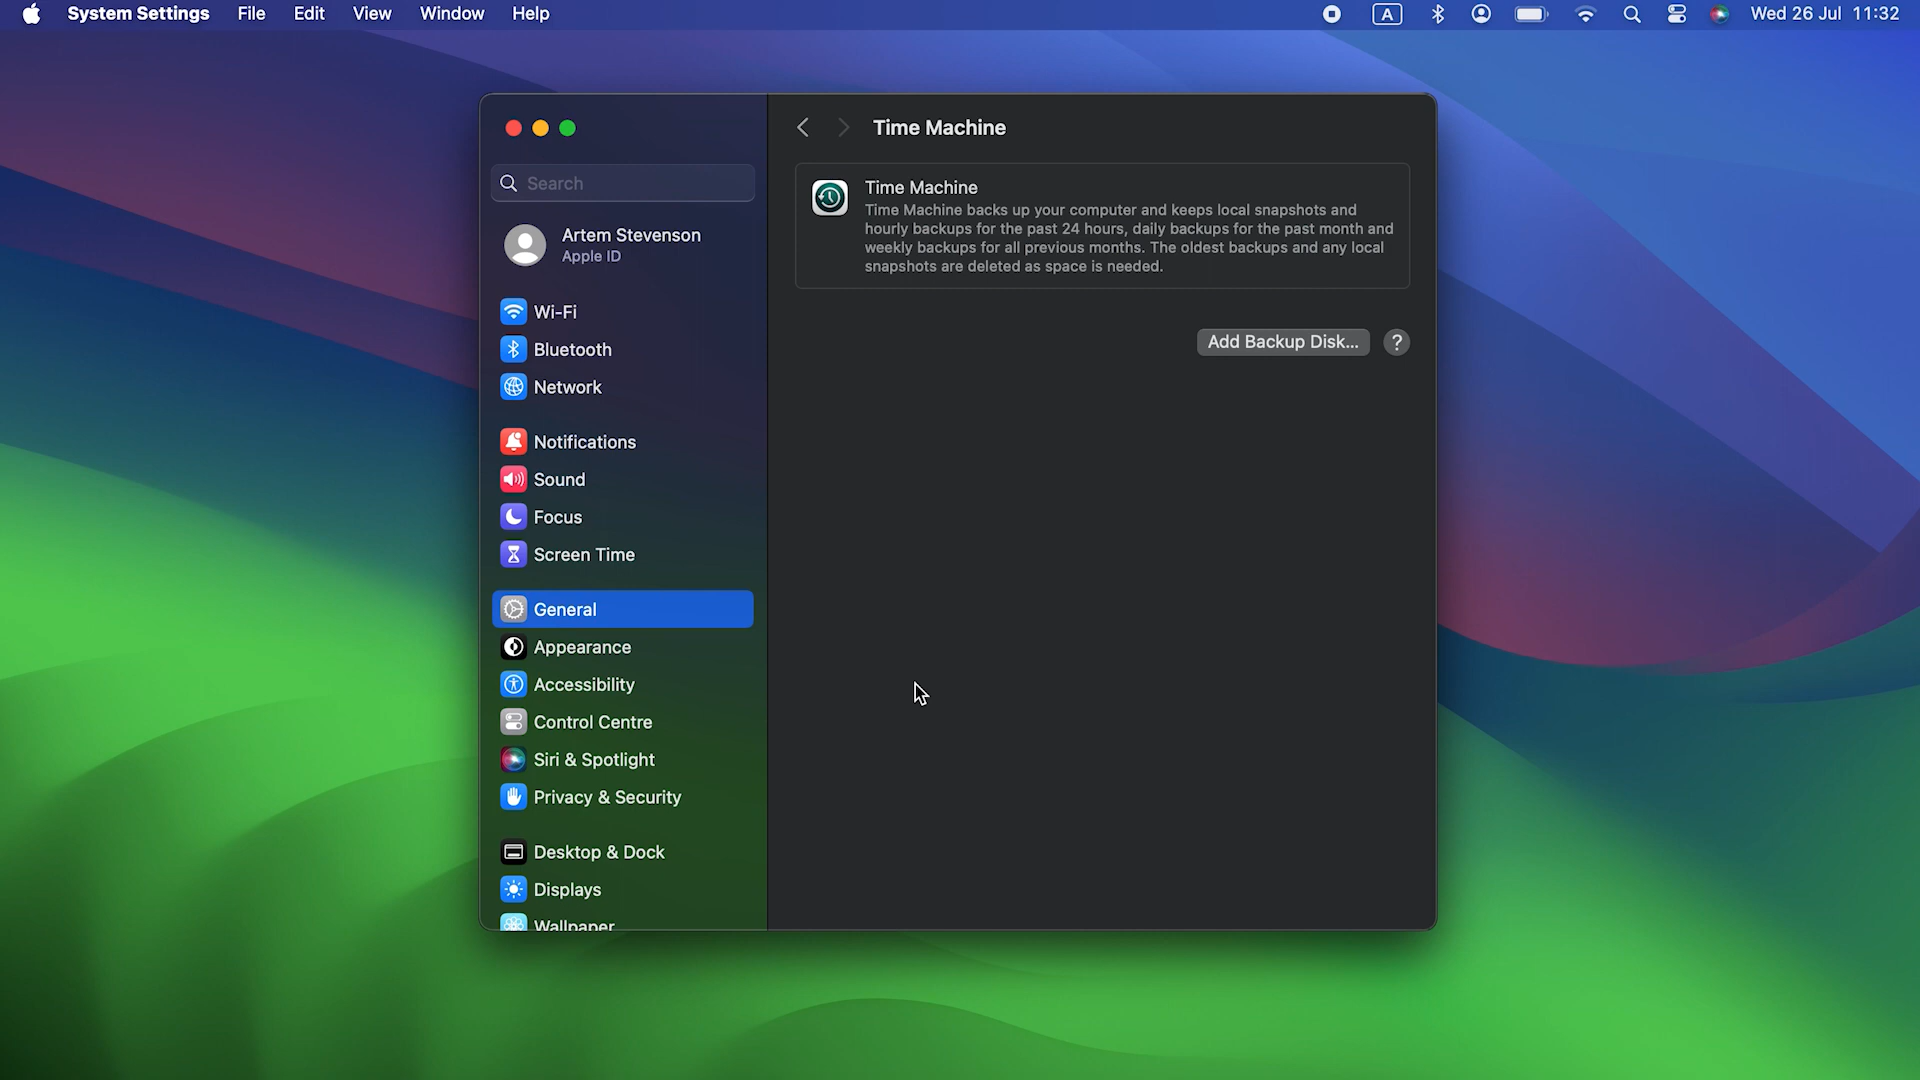 System Settings File Edit View Window Help
A Wed 26 Jul 11:32
Search
Artem Stevenson
Apple ID
Wi-Fi
Bluetooth
Network
Notifications
Sound
Focus
Screen Time
General
Appearance
Accessibility
Control Centre
Siri & Spotlight
Privacy & Security
Desktop & Dock
Displays
Wallpaper
Time Machine
Time Machine
Time Machine backs up your computer and keeps local snapshots and
hourly backups for the past 24 hours, daily backups for the past month and
weekly backups for all previous months. The oldest backups and any local
snapshots are deleted as space is needed.
Add Backup Disk... ?